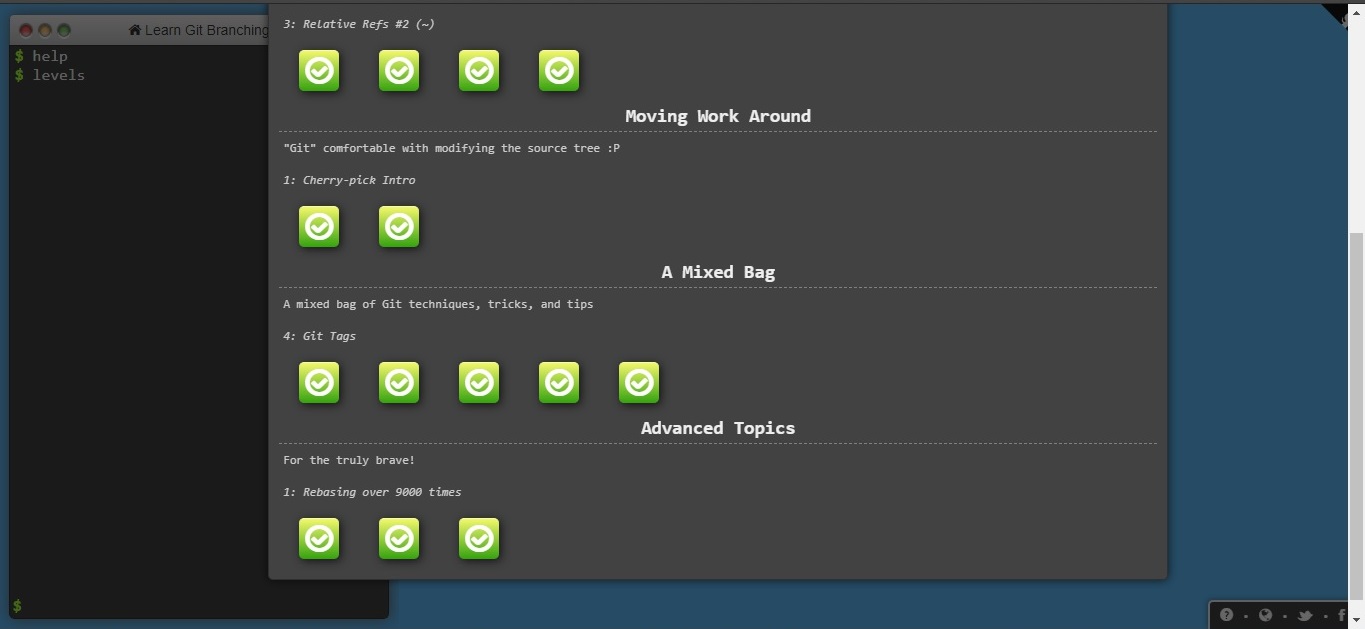 3: Relative Refs #2 (~)
Learn Git Branching
$ help
$ levels
Moving Work Around
"Git" comfortable with modifying the source tree :P
1: Cherry-pick Intro
A Mixed Bag
A mixed bag of Git techniques, tricks, and tips
4: Git Tags
Advanced Topics
For the truly brave!
1: Rebasing over 9000 times
$